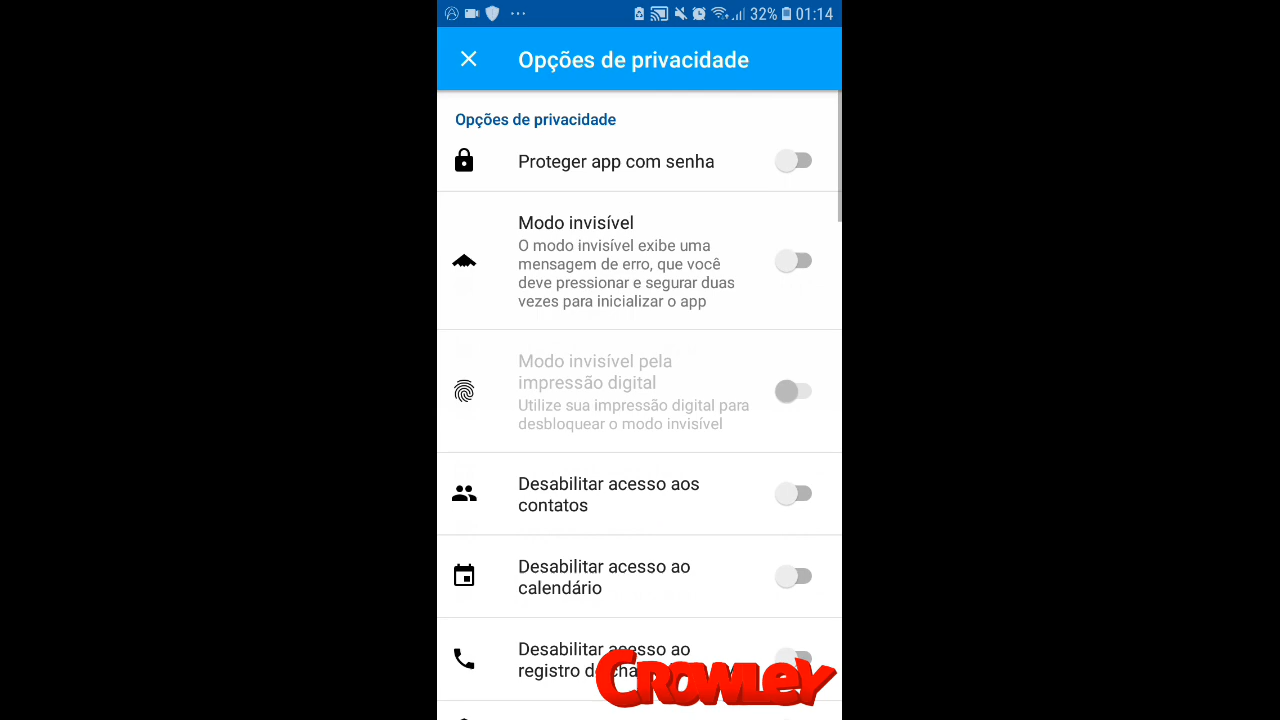 32% 01:14
Opções de privacidade
Opções de privacidade
Proteger app com senha
Modo invisível
O modo invisível exibe uma
mensagem de erro, que você
deve pressionar e segurar duas
vezes para inicializar o app
Modo invisível pela
impressão digital
Utilize sua impressão digital para
desbloquear o modo invisível
Desabilitar acesso aos
contatos
Desabilitar acesso ao
calendário
Desabilitar acesso ao
registro
CROWLEY